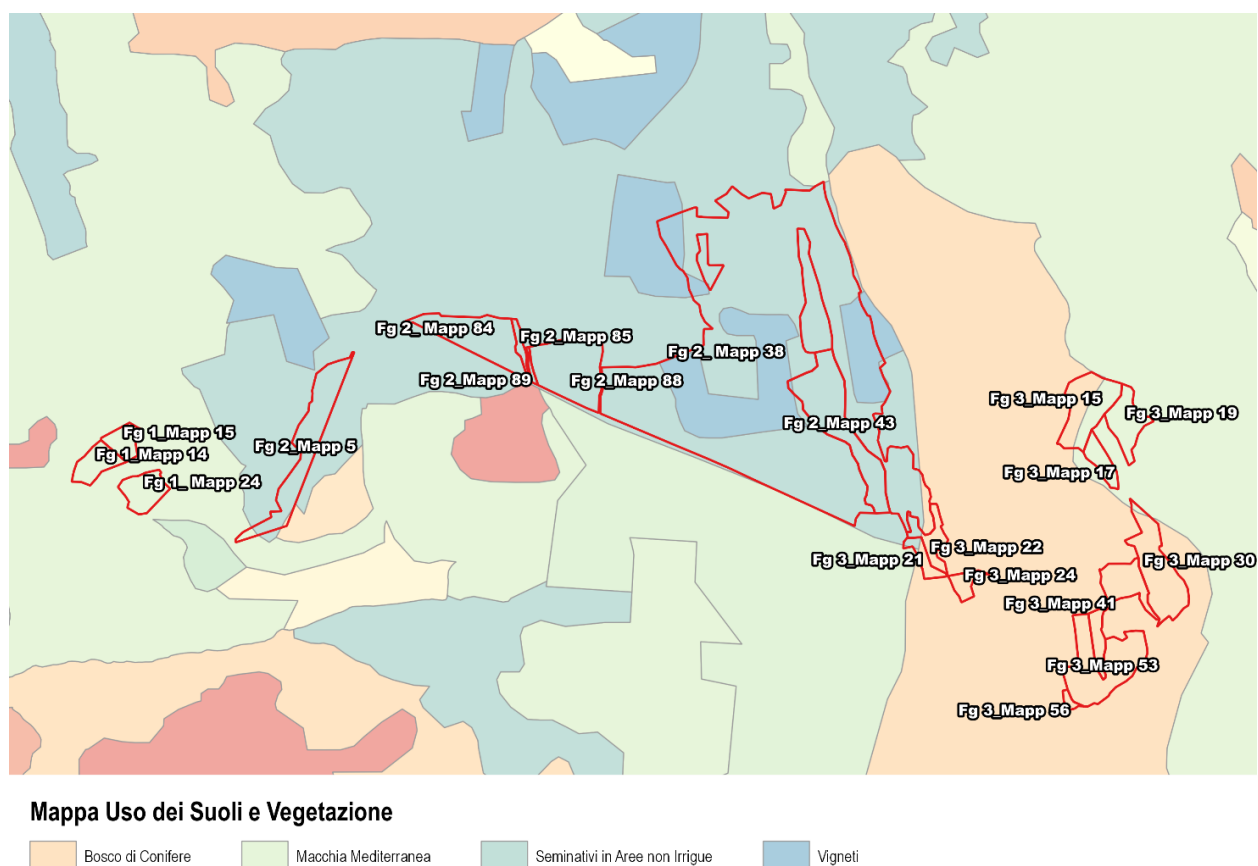 Fg 2_ Mapp 84
Fg 2_Mapp 85
Fg 2_ Mapp 38
Fg 2_Mapp 89
Fg 2_Mapp 88
Fg 3_Mapp 15
Fg 3_Mapp 19
Fg 2_Mapp 43
Fg 1_Mapp 15
Fg 2_Mapp 5
Fg 1_Mapp 14
Fg 3_Mapp 17
Fg 1_ Mapp 24
Fg 3_Mapp 22
Fg 3_Mapp 21
Fg 3_Mapp 30
Fg 3_Mapp 24
Fg 3_Mapp 41
Fg 3_Mapp 53
Fg 3_Mapp 56
Mappa Uso dei Suoli e Vegetazione
Bosco di Conifere
Macchia Mediterranea
Seminativi in Aree non Irrigue
Vigneti